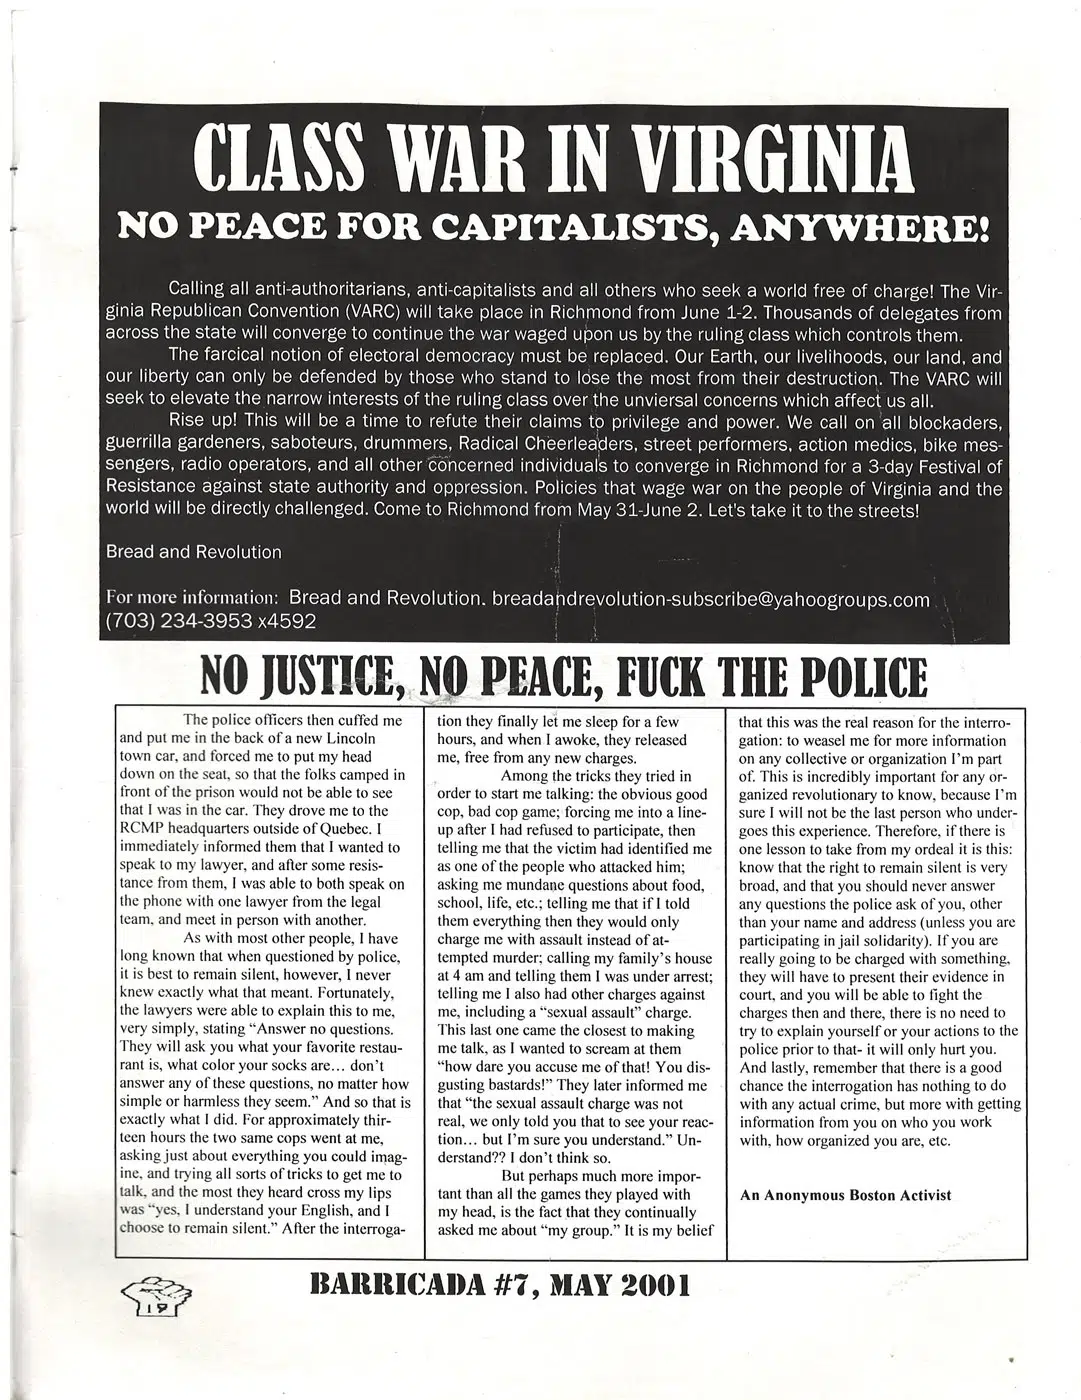 CLASS WAR IN VIRGINIA
NO PEACE FOR CAPITALISTS, ANYWHERE!
Calling all anti-authoritarians, anti-capitalists and all others who seek a world free of charge! The Vir-
ginia Republican Convention (VARC) will take place in Richmond from June 1-2. Thousands of delegates from
across the state will converge to continue the war waged upon us by the ruling class which controls them.
The farcical notion of electoral democracy must be replaced. Our Earth, our livelihoods, our land, and
our liberty can only be defended by those who stand to lose the most from their destruction. The VARC will
seek to elevate the narrow interests of the ruling class over the unviersal concerns which affect us all.
Rise up! This will be a time to refute their claims to privilege and power. We call on all blockaders,
guerrilla gardeners, saboteurs, drummers, Radical Cheerleaders, street performers, action medics, bike mes-
sengers, radio operators, and all other concerned individuals to converge in Richmond for a 3-day Festival of
Resistance against state authority and oppression. Policies that wage war on the people of Virginia and the
world will be directly challenged. Come to Richmond from May 31-June 2. Let's take it to the streets!
Bread and Revolution
For more information: Bread and Revolution. breadandrevolution-subscribe@yahoogroups.com
(703) 234-3953 x4592
NO JUSTICE, NO PEACE, FUCK THE POLICE
The police officers then cuffed me
and put me in the back of a new Lincoln
town car, and forced me to put my head
down on the seat, so that the folks camped in
front of the prison would not be able to see
that I was in the car. They drove me to the
RCMP headquarters outside of Quebec. I
immediately informed them that I wanted to
speak to my lawyer, and after some resis-
tance from them, I was able to both speak on
the phone with one lawyer from the legal
team, and meet in person with another.
As with most other people, I have
long known that when questioned by police,
it is best to remain silent, however, I never
knew exactly what that meant. Fortunately,
the lawyers were able to explain this to me,
very simply, stating “Answer no questions.
They will ask you what your favorite restau-
rant is, what color your socks are… don’t
answer any of these questions, no matter how
simple or harmless they seem.” And so that is
exactly what I did. For approximately thir-
teen hours the two same cops went at me,
asking just about everything you could imag-
ine, and trying all sorts of tricks to get me to
talk, and the most they heard cross my lips
was “yes, I understand your English, and I
choose to remain silent.” After the interroga-
tion they finally let me sleep for a few
hours, and when I awoke, they released
me, free from any new charges.
Among the tricks they tried in
order to start me talking: the obvious good
cop, bad cop game; forcing me into a line-
up after I had refused to participate, then
telling me that the victim had identified me
as one of the people who attacked him;
asking me mundane questions about food,
school, life, etc.; telling me that if I told
them everything then they would only
charge me with assault instead of at-
tempted murder; calling my family’s house
at 4 am and telling them I was under arrest;
telling me I also had other charges against
me, including a “sexual assault” charge.
This last one came the closest to making
me talk, as I wanted to scream at them
“how dare you accuse me of that! You dis-
gusting bastards!” They later informed me
that “the sexual assault charge was not
real, we only told you that to see your reac-
tion… but I’m sure you understand.” Un-
derstand?? I don’t think so.
But perhaps much more impor-
tant than all the games they played with
my head, is the fact that they continually
asked me about “my group.” It is my belief
that this was the real reason for the interro-
gation: to weasel me for more information
on any collective or organization I’m part
of. This is incredibly important for any or-
ganized revolutionary to know, because I’m
sure I will not be the last person who under-
goes this experience. Therefore, if there is
one lesson to take from my ordeal it is this:
know that the right to remain silent is very
broad, and that you should never answer
any questions the police ask of you, other
than your name and address (unless you are
participating in jail solidarity). If you are
really going to be charged with something,
they will have to present their evidence in
court, and you will be able to fight the
charges then and there, there is no need to
try to explain yourself or your actions to the
police prior to that- it will only hurt you.
And lastly, remember that there is a good
chance the interrogation has nothing to do
with any actual crime, but more with getting
information from you on who you work
with, how organized you are, etc.
An Anonymous Boston Activist
BARRICADA #7, MAY 2001
19